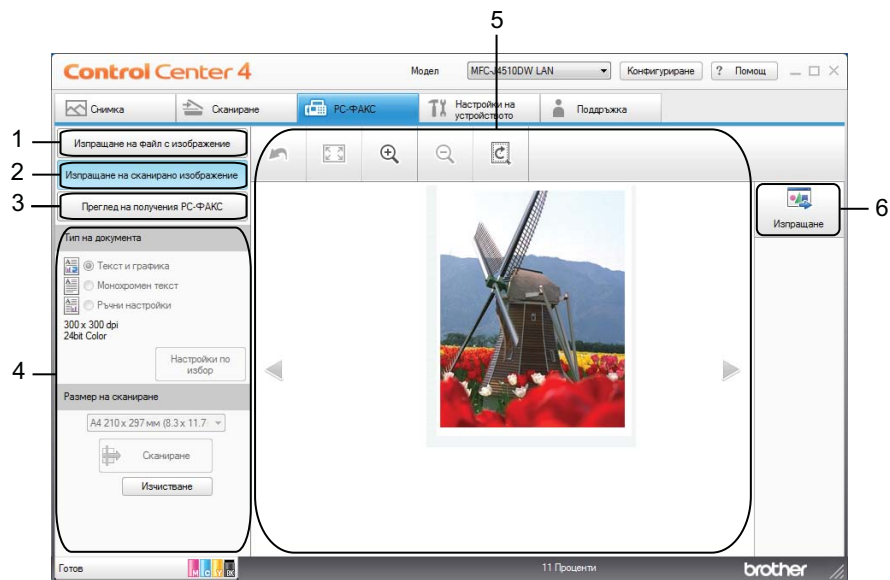 5
Control Center 4
Модел
MFC-J4510DW LAN
Конфигуриране
? Помощ
Снимка
Сканиране
PC-ФАКС
Настройки на
устройството
Поддръжка
1
Изпращане на файл с изображение
2
Изпращане на сканирано изображение
3
Преглед на получения PC-ФАКС
6
Изпращане
Тип на документа
Текст и графика
Монохромен текст
Ръчни настройки
300 x 300 dpi
24bit Color
4
Настройки по
избор
Размер на сканиране
A4 210 x 297 мм (8.3 x 11.7
Сканиране
Изчистване
Готов
M C Y BK
11 Проценти
brother